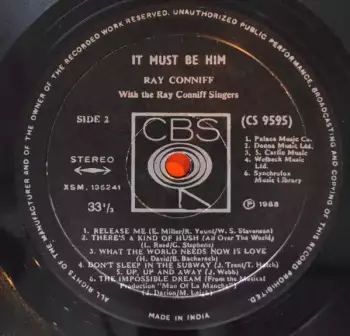 ALL RIGHTS OF THE MANUFACTURER AND OF THE OWNER OF THE RECORDED WORK RESERVED. UNAUTHORIZED PUBLIC PERFORMANCE, BROADCASTING AND COPYING OF THIS RECORD PROHIBITED
IT MUST BE HIM
RAY CONNIFF
With the Ray Conniff Singers
SIDE 2
(CS 9595)
CBS
1. Palace Music Co.
2. Donna Music Ltd.
3. S. Carlin Music
4. Welbeck Music Ltd.
6. Synchrofox Music Library
STEREO
XSM. 135241
33⅓
Ⓟ 1968
1. RELEASE ME (E. Miller/R. Yount/W. S. Stevenson)
2. THERE'S A KIND OF HUSH (All Over The World)
(L. Reed/G. Stephens)
3. WHAT THE WORLD NEEDS NOW IS LOVE
(H. David/B. Bacharach)
4. DON'T SLEEP IN THE SUBWAY (J. Trent/T. Hatch)
5. UP, UP AND AWAY (J. Webb)
6. THE IMPOSSIBLE DREAM (From the Musical
Production "Man Of La Mancha")
J. Darion/M. Leigh)
MADE IN INDIA